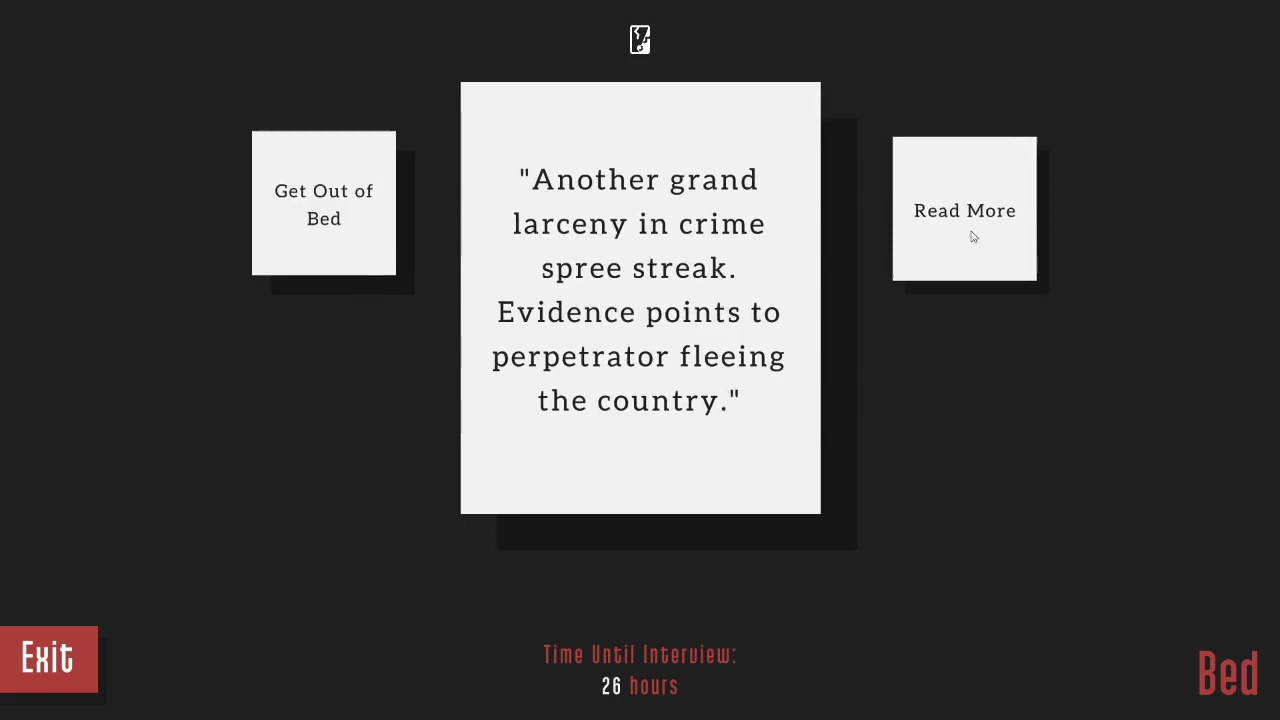 Get Out of
Bed
"Another grand
larceny in crime
spree streak.
Evidence points to
perpetrator fleeing
the country."
Read More
Exit
Time Until Interview:
26 hours
Bed